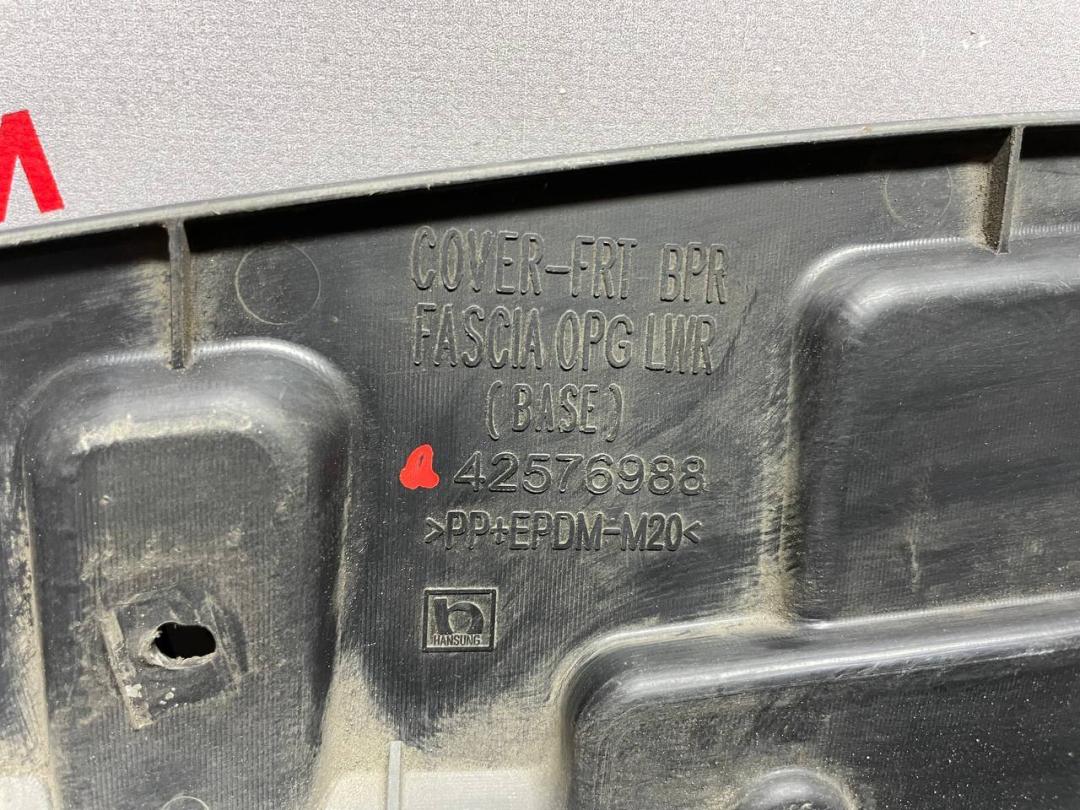 COVER-FRT BPR
FASCIA OPG LWR
(BASE)
42576988
>PP+EPDM-M20<
HANSUNG